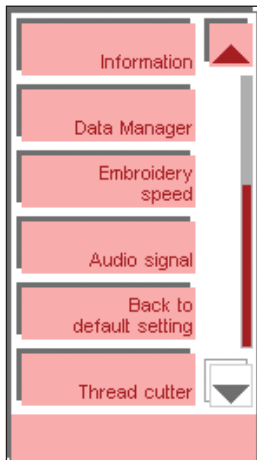 Information
Data Manager
Embroidery
speed
Audio signal
Back to
default setting
Thread cutter